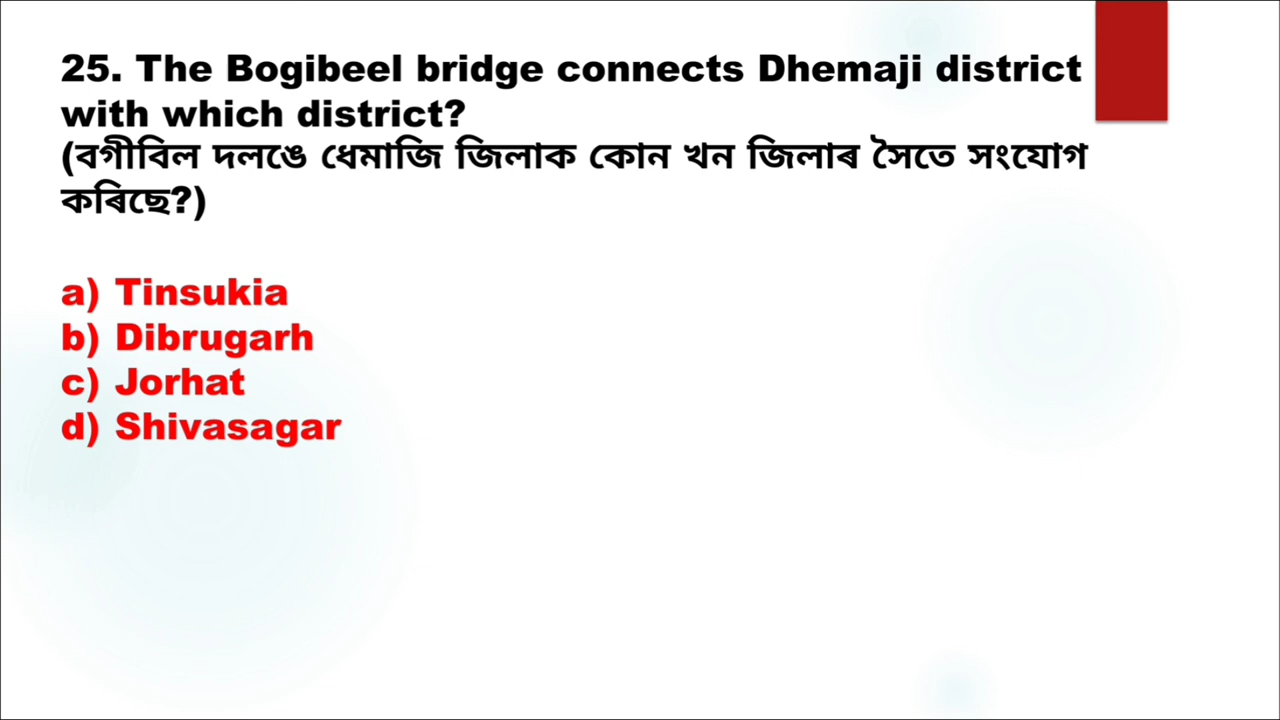 25. The Bogibeel bridge connects Dhemaji district
with which district?
(বগীবিল দলঙে ধেমাজি জিলাক কোন খন জিলাৰ সৈতে সংযোগ
কৰিছে?)
a) Tinsukia
b) Dibrugarh
c) Jorhat
d) Shivasagar